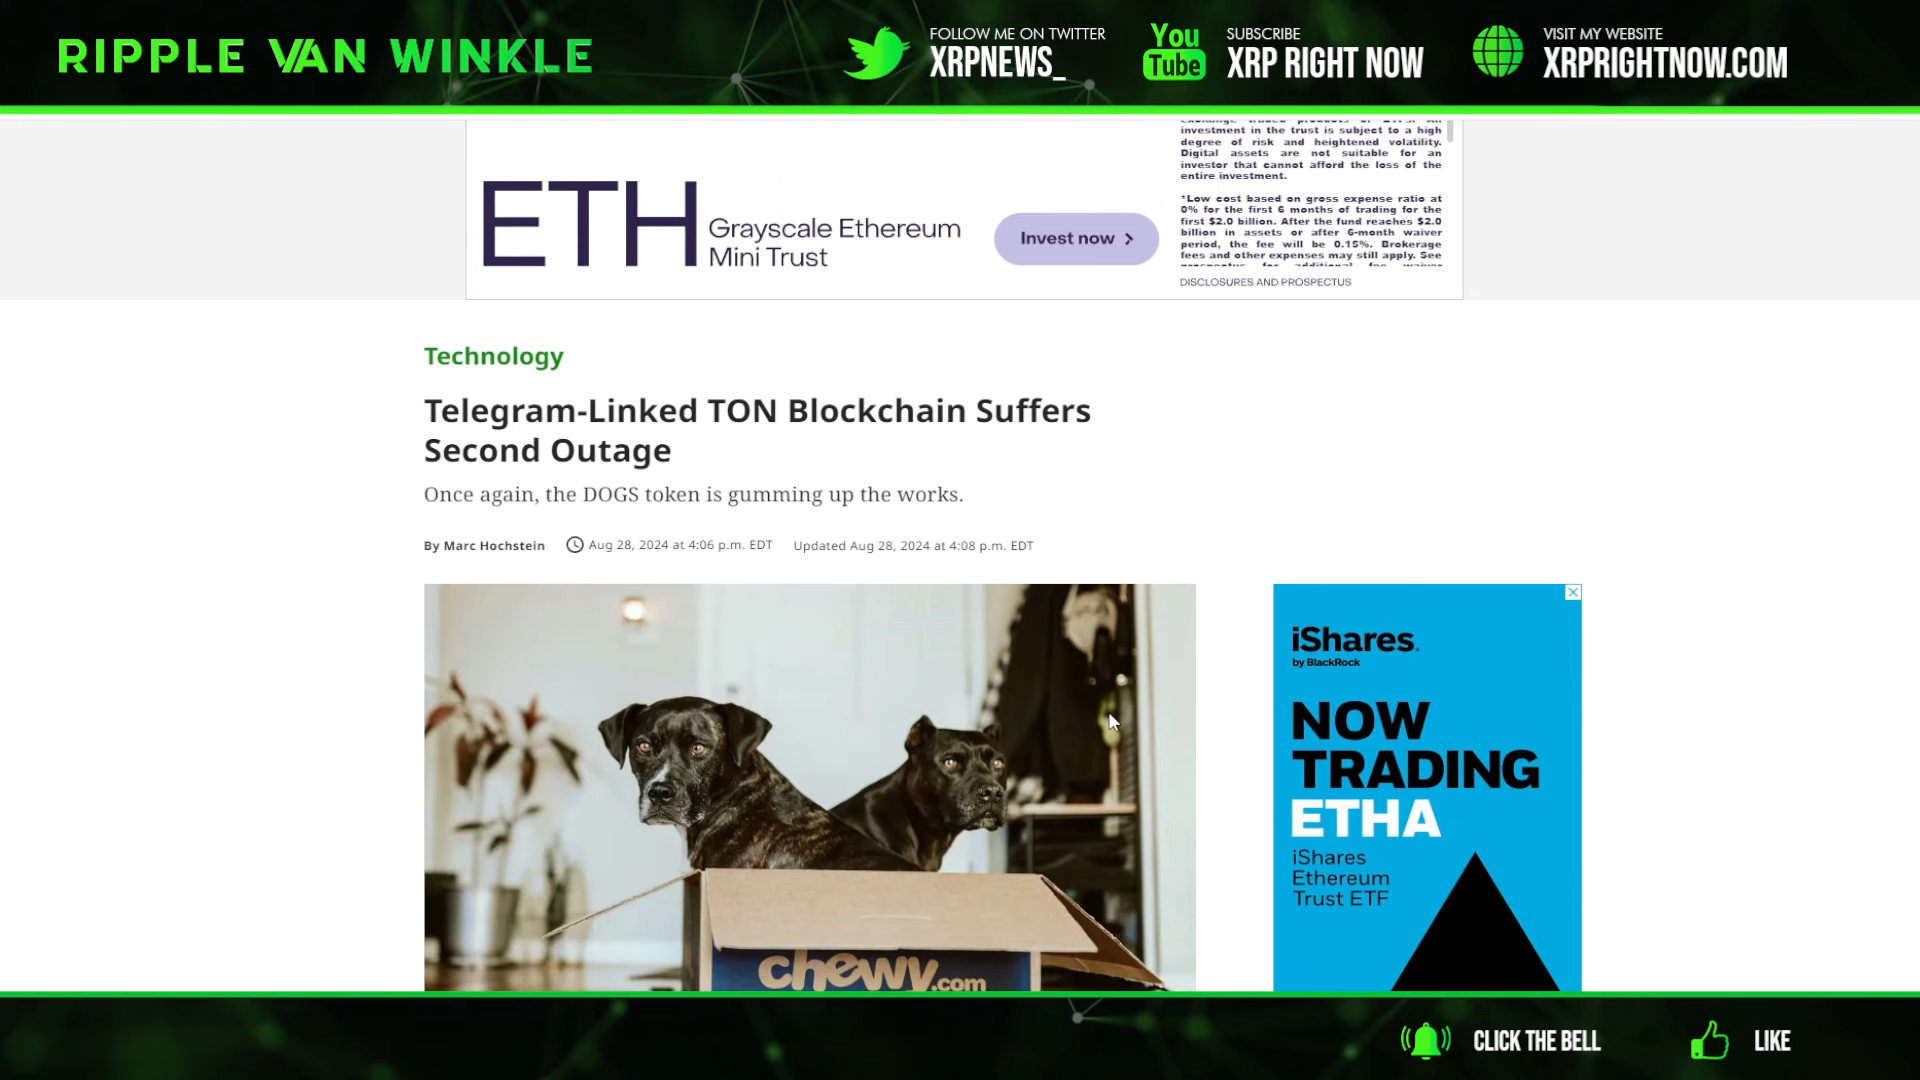 RIPPLE VAN WINKLE
FOLLOW ME ON TWITTER
XRPNEWS_
You
Tube
SUBSCRIBE
XRP RIGHT NOW
VISIT MY WEBSITE
XRPRIGHTNOW.COM
ETH
Grayscale Ethereum
Mini Trust
Invest now
investment in the trust is subject to a high
degree of risk and heightened volatility.
Digital assets are not suitable for an
investor that cannot afford the loss of the
entire investment.
*Low cost based on gross expense ratio at
0% for the first 6 months of trading for the
first $2.0 billion. After the fund reaches $2.0
billion in assets or after 6-month waiver
period, the fee will be 0.15%. Brokerage
fees and other expenses may still apply. See
DISCLOSURES AND PROSPECTUS
Technology
Telegram-Linked TON Blockchain Suffers
Second Outage
Once again, the DOGS token is gumming up the works.
By Marc Hochstein Aug 28, 2024 at 4:06 p.m. EDT Updated Aug 28, 2024 at 4:08 p.m. EDT
chewy.com
iShares.
by BlackRock
NOW
TRADING
ETHA
iShares
Ethereum
Trust ETF
CLICK THE BELL
LIKE